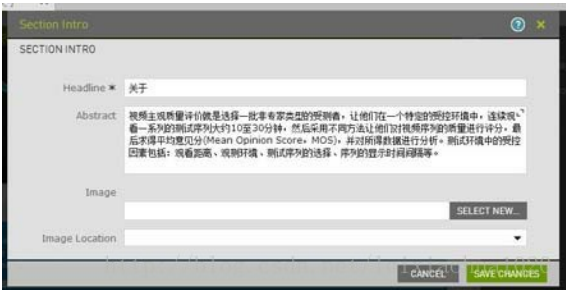 Section Intro
SECTION INTRO
Headline * 关于
Abstract 视频主观质量评价就是选择一批非专家类型的受测者，让他们在一个特定的受控环境中，连续观
看一系列的测试序列大约10至30分钟，然后采用不同方法让他们对视频序列的质量进行评分，最
后求得平均意见分(Mean Opinion Score，MOS)，并对所得数据进行分析。测试环境中的受控
因素包括：观看距离、观测环境、测试序列的选择、序列的显示时间间隔等。
Image
SELECT NEW...
Image Location
CANCEL SAVE CHANGES